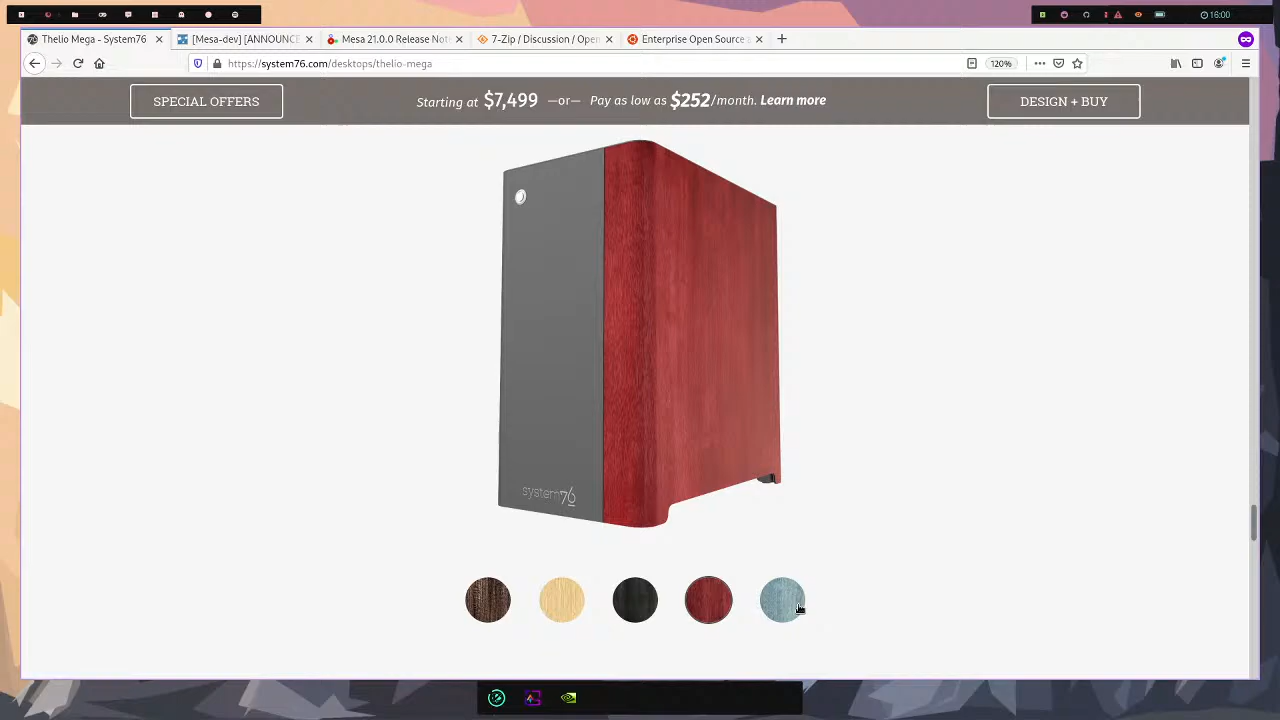 16:00
Thelio Mega - System76
[Mesa-dev] [ANNOUNCE
Mesa 21.0.0 Release Not
7-Zip / Discussion / Open
Enterprise Open Source a
https://system76.com/desktops/thelio-mega
120%
SPECIAL OFFERS
Starting at $7,499 —or— Pay as low as $252/month. Learn more
DESIGN + BUY
system76